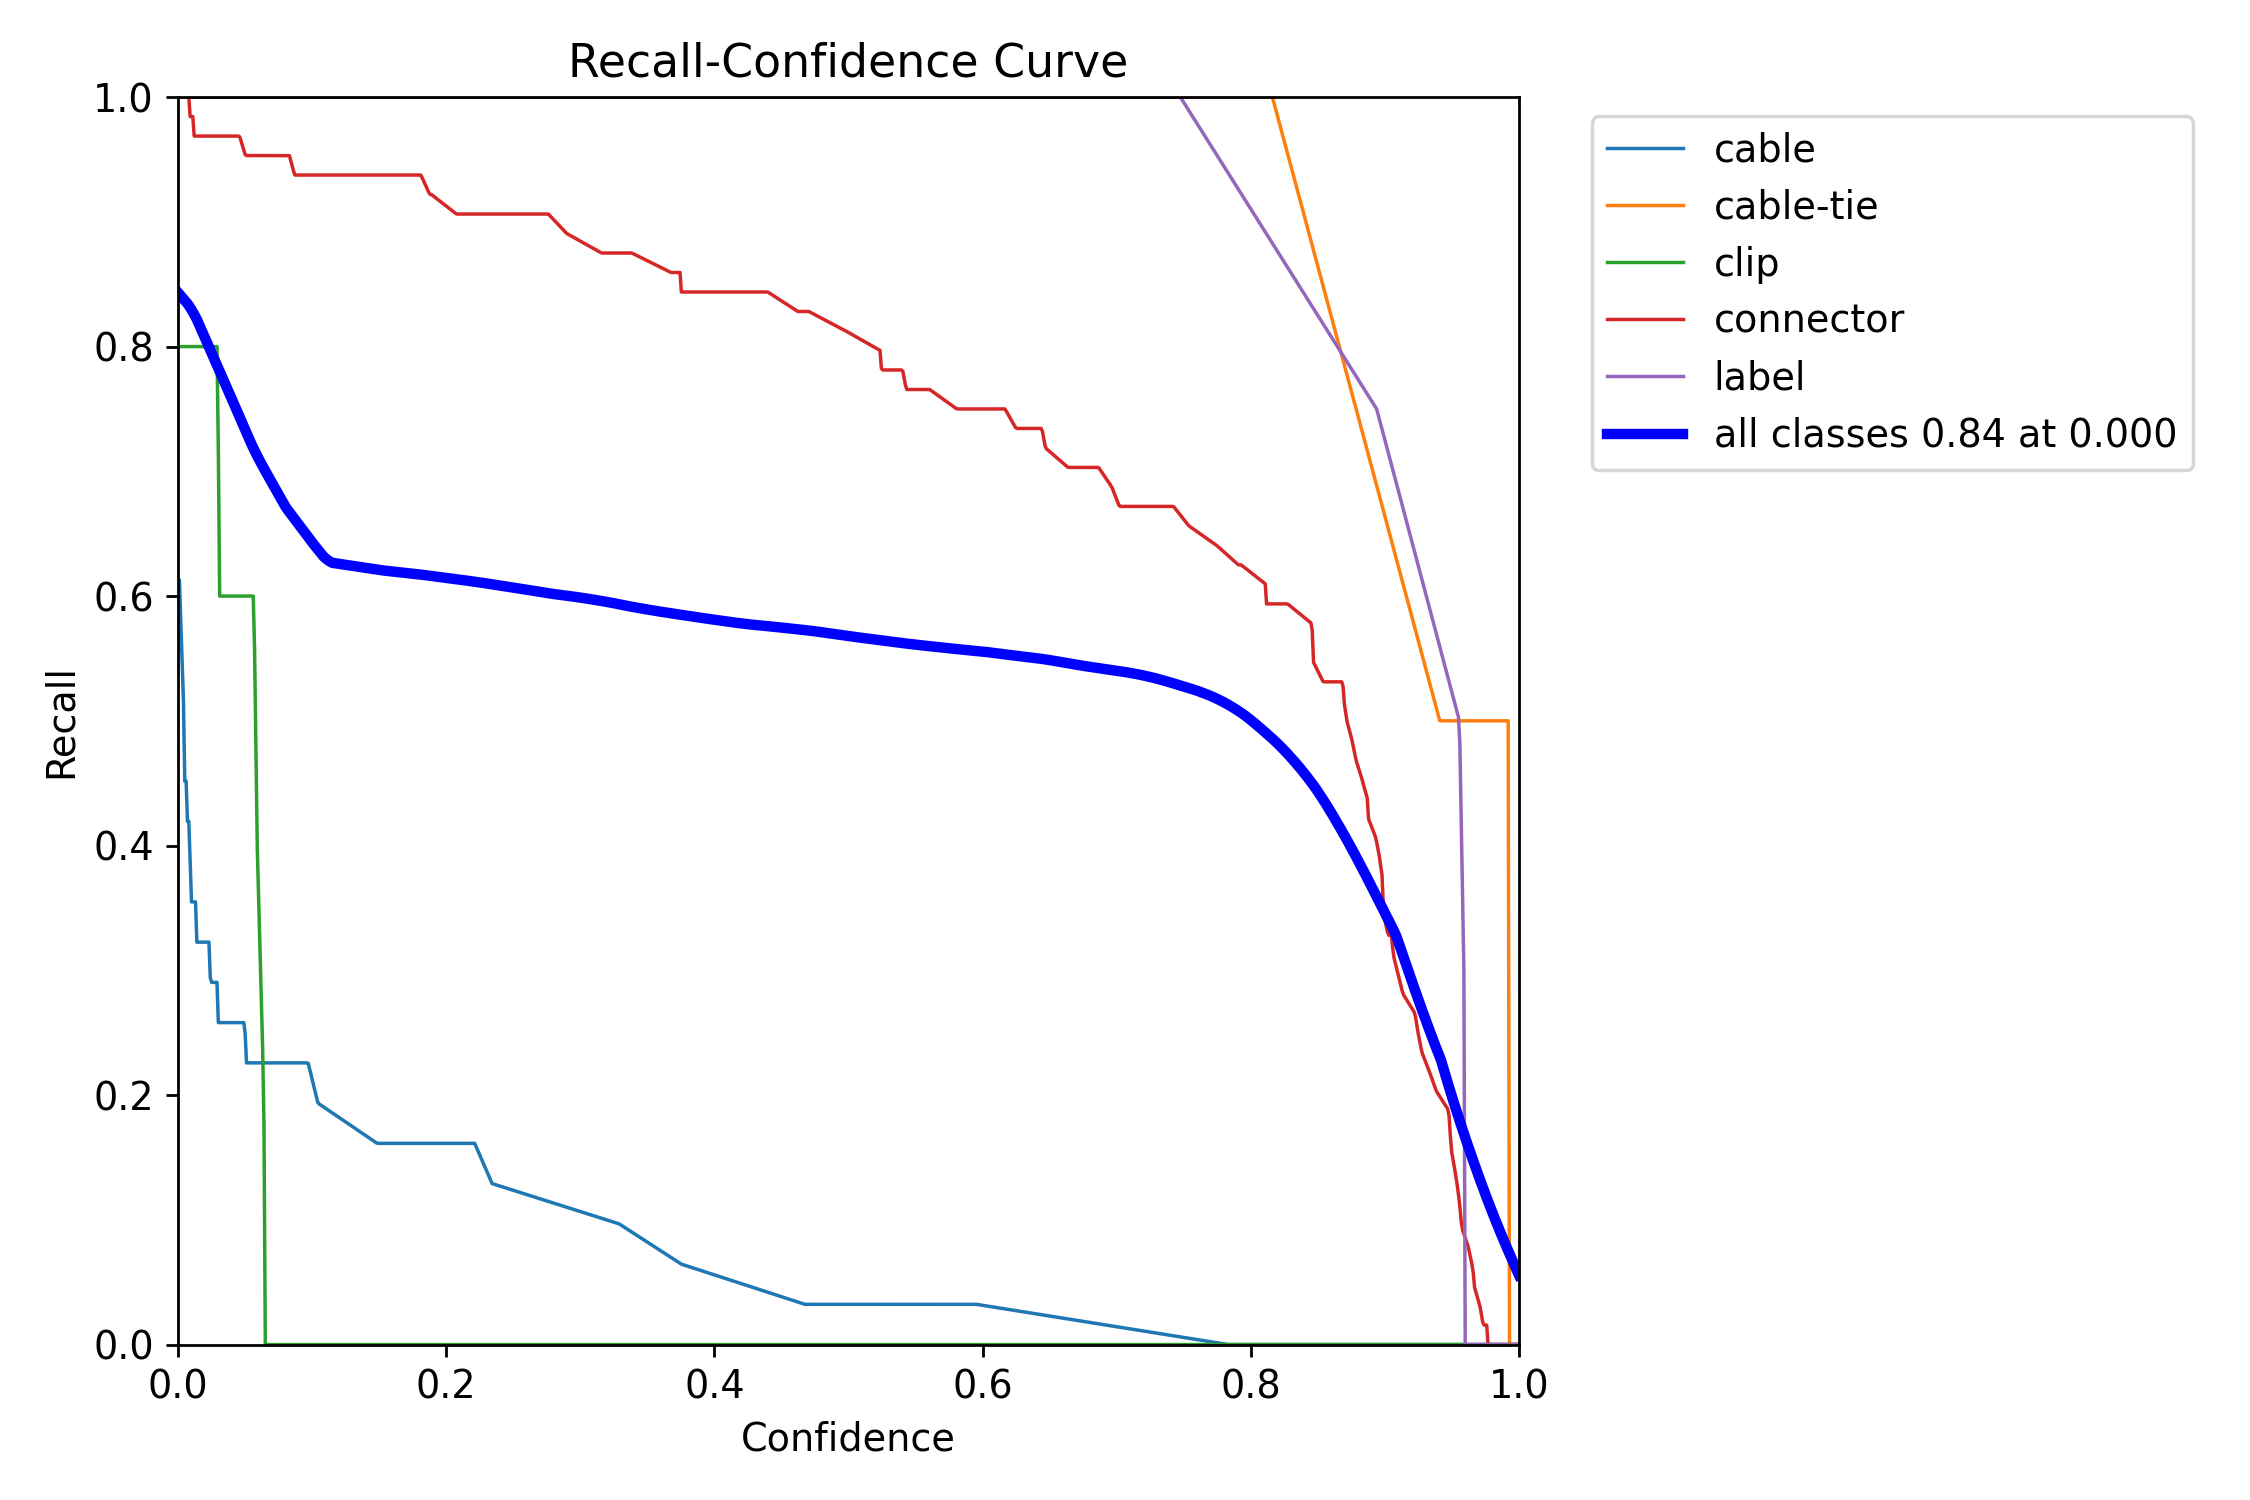 Recall-Confidence Curve
1.0
0.8
0.6
0.4
0.2
0.0
Recall
0.0 0.2 0.4 0.6 0.8 1.0
Confidence
cable
cable-tie
clip
connector
label
all classes 0.84 at 0.000